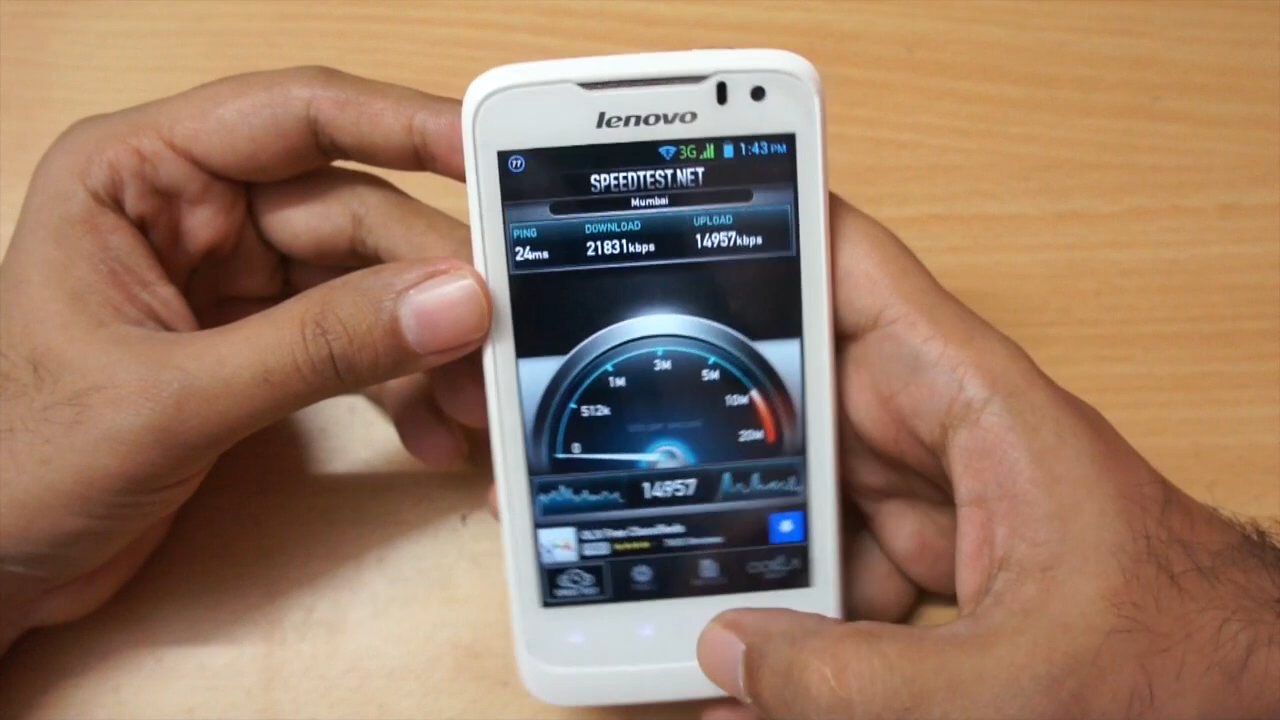 lenovo
3G 1:43 PM
SPEEDTEST.NET
Mumbai
PING DOWNLOAD UPLOAD
24ms 21831kbps 14957kbps
3M
1M 5M
512k 10M
0 20M
14957